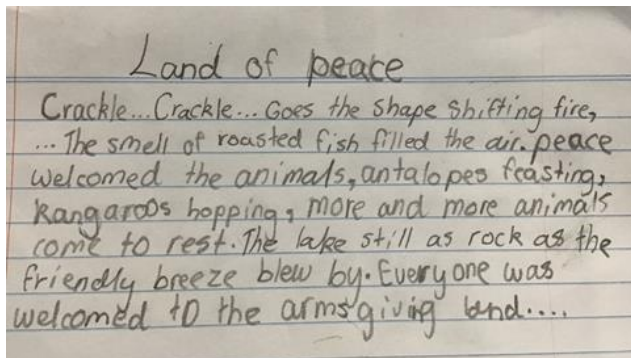 Land of peace
Crackle...Crackle... Goes the shape shifting fire,
... The smell of roasted fish filled the air. peace
welcomed the animals, antalopes feasting,
kangaroos hopping, more and more animals
come to rest. The lake still as rock as the
friendly breeze blew by. Everyone was
welcomed to the arms giving land....